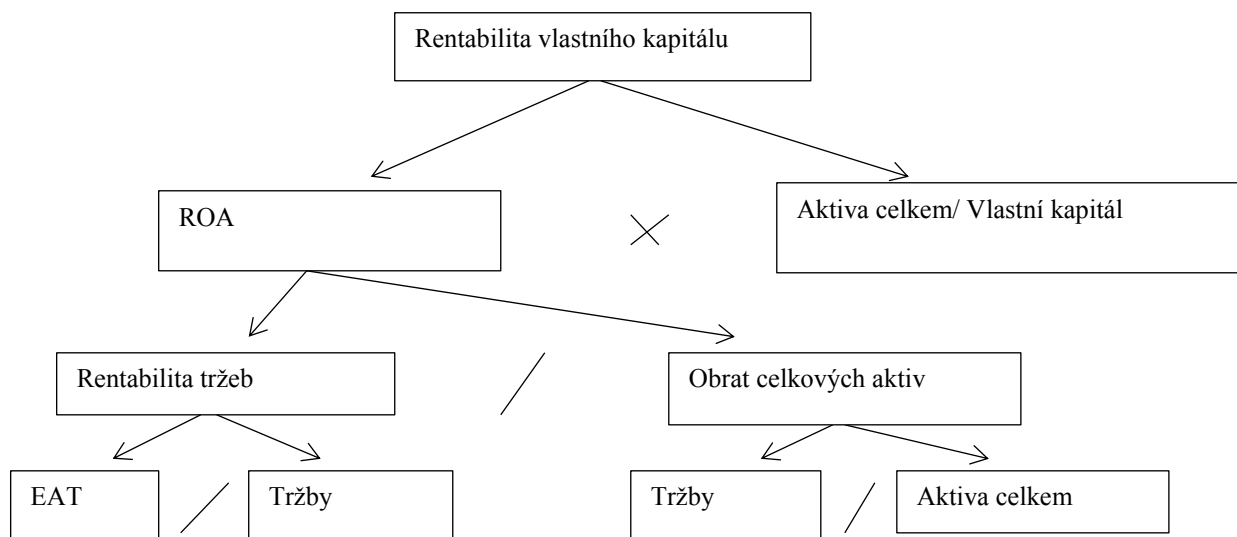 Rentabilita vlastního kapitálu
ROA
Aktiva celkem/ Vlastní kapitál
Rentabilita tržeb
Obrat celkových aktiv
EAT
Tržby
Tržby
Aktiva celkem